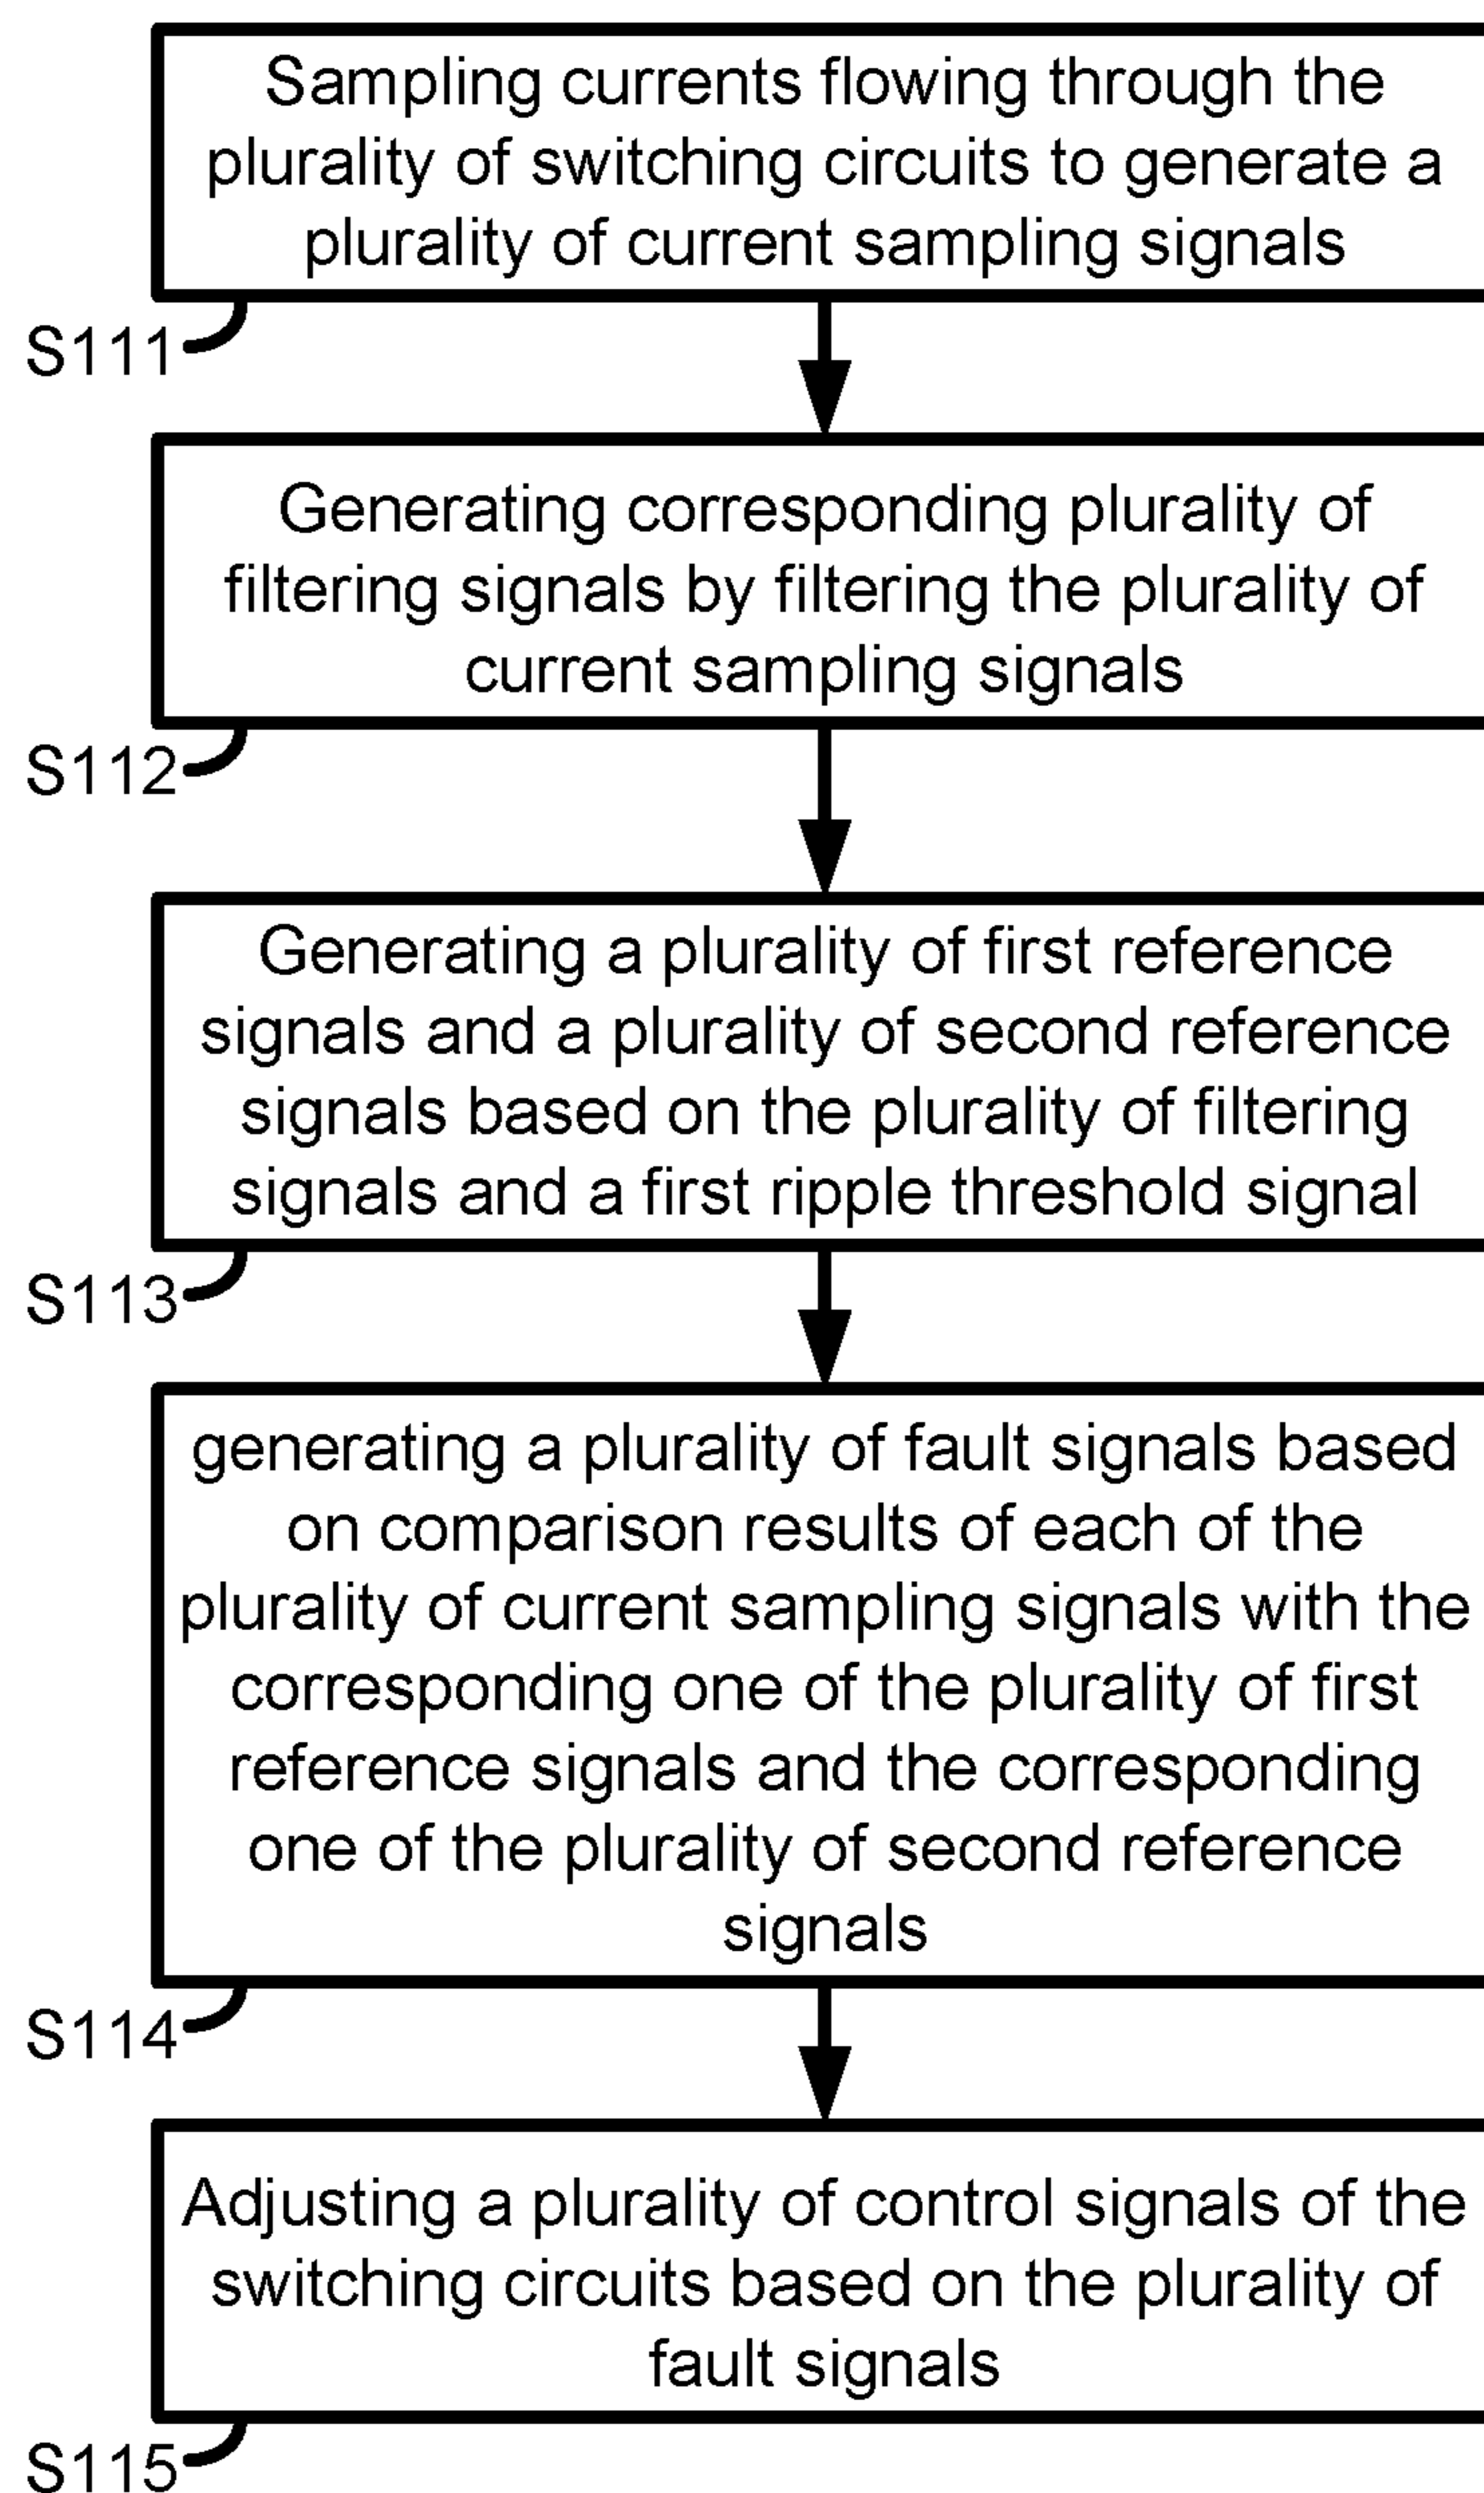 Sampling currents flowing through the
plurality of switching circuits to generate a
plurality of current sampling signals
S111
Generating corresponding plurality of
filtering signals by filtering the plurality of
current sampling signals
S112
Generating a plurality of first reference
signals and a plurality of second reference
signals based on the plurality of filtering
signals and a first ripple threshold signal
S113
generating a plurality of fault signals based
on comparison results of each of the
plurality of current sampling signals with the
corresponding one of the plurality of first
reference signals and the corresponding
one of the plurality of second reference
signals
S114
Adjusting a plurality of control signals of the
switching circuits based on the plurality of
fault signals
S115